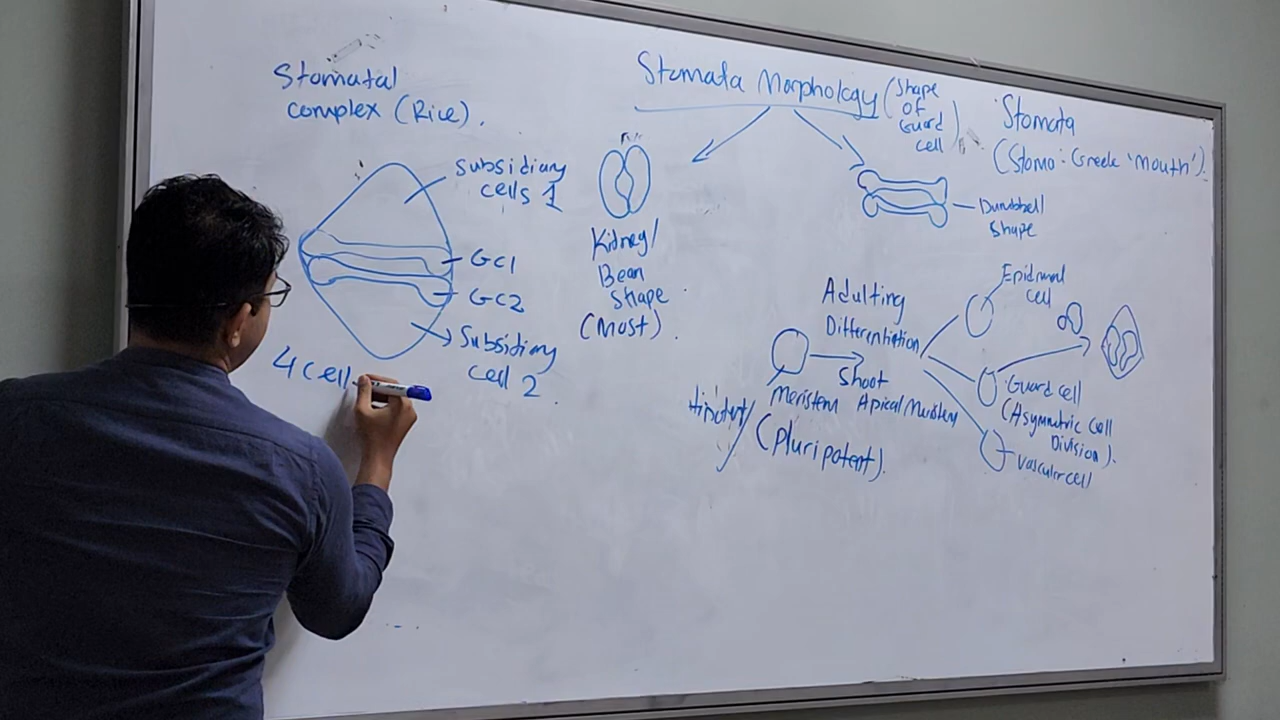 Stomatal
complex (Rice).
Subsidiary
cells 1
GC1
GC2
Subsidiary
cell 2
4 cell
Stomata Morphology (Shape
of
Guard
cell)
Kidney/
Bean
Shape
(Most).
Dumbbell
Shape
Stomata
(Stoma: Greek 'mouth').
Adulting
Differentiation
Shoot
Meristem Apical Meristem
(Pluripotent).
Epidermal
cell
Guard cell
(Asymmetric Cell
Division).
Vascular cell